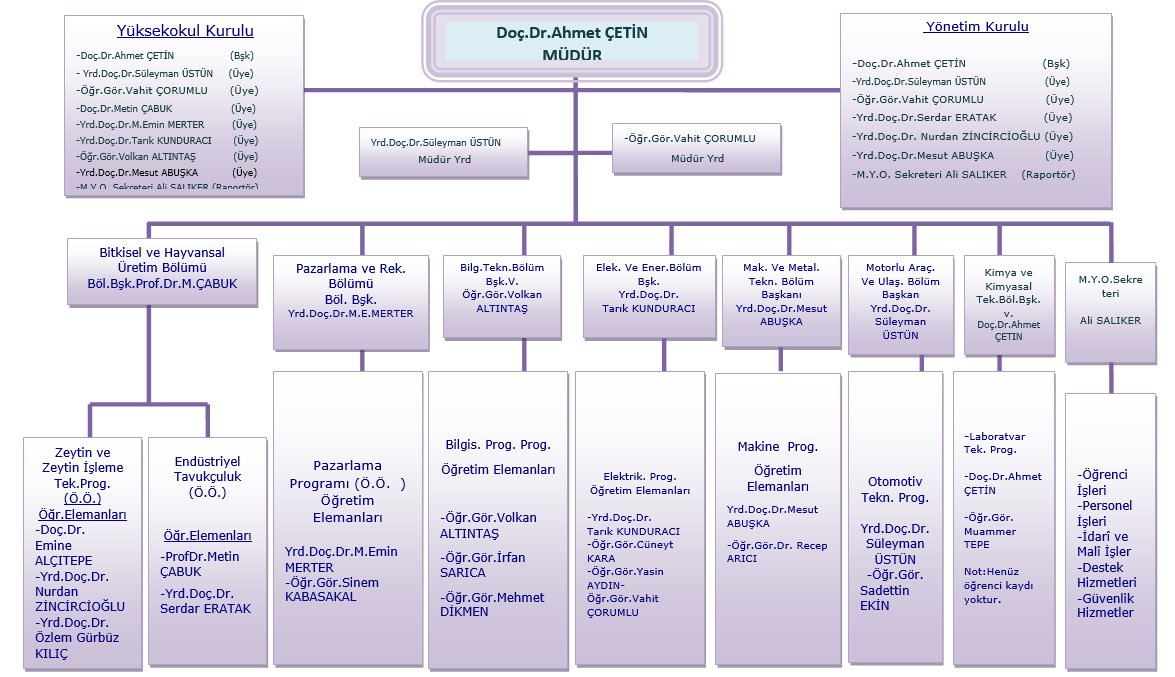 Yüksekokul Kurulu
-Doç.Dr.Ahmet ÇETİN (Bşk)
- Yrd.Doç.Dr.Süleyman ÜSTÜN (Üye)
-Öğr.Gör.Vahit ÇORUMLU (Üye)
-Doç.Dr.Metin ÇABUK (Üye)
-Yrd.Doç.Dr.M.Emin MERTER (Üye)
-Yrd.Doç.Dr.Tarık KUNDURACI (Üye)
-Öğr.Gör.Volkan ALTINTAŞ (Üye)
-Yrd.Doç.Dr.Mesut ABUŞKA (Üye)
-M.Y.O. Sekreteri Ali SALIKER (Raportör)
Doç.Dr.Ahmet ÇETİN
MÜDÜR
Yönetim Kurulu
-Doç.Dr.Ahmet ÇETİN (Bşk)
-Yrd.Doç.Dr.Süleyman ÜSTÜN (Üye)
-Öğr.Gör.Vahit ÇORUMLU (Üye)
-Yrd.Doç.Dr.Serdar ERATAK (Üye)
-Yrd.Doç.Dr. Nurdan ZİNCİRCİOĞLU (Üye)
-Yrd.Doç.Dr.Mesut ABUŞKA (Üye)
-M.Y.O. Sekreteri Ali SALIKER (Raportör)
Yrd.Doç.Dr.Süleyman ÜSTÜN
Müdür Yrd
-Öğr.Gör.Vahit ÇORUMLU
Müdür Yrd
Bitkisel ve Hayvansal
Üretim Bölümü
Böl.Bşk.Prof.Dr.M.ÇABUK
Pazarlama ve Rek.
Bölümü
Böl. Bşk.
Yrd.Doç.Dr.M.E.MERTER
Bilg.Tekn.Bölüm
Bşk.V.
Öğr.Gör.Volkan
ALTINTAŞ
Elek. Ve Ener.Bölüm
Bşk.
Yrd.Doç.Dr.
Tarık KUNDURACI
Mak. Ve Metal.
Tekn. Bölüm
Başkanı
Yrd.Doç.Dr.Mesut
ABUŞKA
Motorlu Araç.
Ve Ulaş. Bölüm
Başkan
Yrd.Doç.Dr.
Süleyman
ÜSTÜN
Kimya ve
Kimyasal
Tek.Böl.Bşk.
v.
Doç.Dr.Ahmet
ÇETİN
M.Y.O.Sekre
teri
Ali SALIKER
Zeytin ve
Zeytin İşleme
Tek.Prog.
(Ö.Ö.)
Öğr.Elemanları
-Doç.Dr.
Emine
ALÇITEPE
-Yrd.Doç.Dr.
Nurdan
ZİNCİRCİOĞLU
-Yrd.Doç.Dr.
Özlem Gürbüz
KILIÇ
Endüstriyel
Tavukçuluk
(Ö.Ö.)
Öğr.Elemenları
-ProfDr.Metin
ÇABUK
-Yrd.Doç.Dr.
Serdar ERATAK
Pazarlama
Programı (Ö.Ö. )
Öğretim
Elemanları
Yrd.Doç.Dr.M.Emin
MERTER
-Öğr.Gör.Sinem
KABASAKAL
Bilgis. Prog. Prog.
Öğretim Elemanları
-Öğr.Gör.Volkan
ALTINTAŞ
-Öğr.Gör.İrfan
SARICA
-Öğr.Gör.Mehmet
DİKMEN
Elektrik. Prog.
Öğretim Elemanları
-Yrd.Doç.Dr.
Tarık KUNDURACI
-Öğr.Gör.Cüneyt
KARA
-Öğr.Gör.Yasin
AYDIN-
Öğr.Gör.Vahit
ÇORUMLU
Makine Prog.
Öğretim
Elemanları
Yrd.Doç.Dr.Mesut
ABUŞKA
-Öğr.Gör.Dr. Recep
ARICI
Otomotiv
Tekn. Prog.
Yrd.Doç.Dr.
Süleyman
ÜSTÜN
-Öğr.Gör.
Sadettin
EKİN
-Laboratvar
Tek. Prog.
-Doç.Dr.Ahmet
ÇETİN
-Öğr.Gör.
Muammer
TEPE
Not:Henüz
öğrenci kaydı
yoktur.
-Öğrenci
İşleri
-Personel
İşleri
-İdarî ve
Malî İşler
-Destek
Hizmetleri
-Güvenlik
Hizmetler